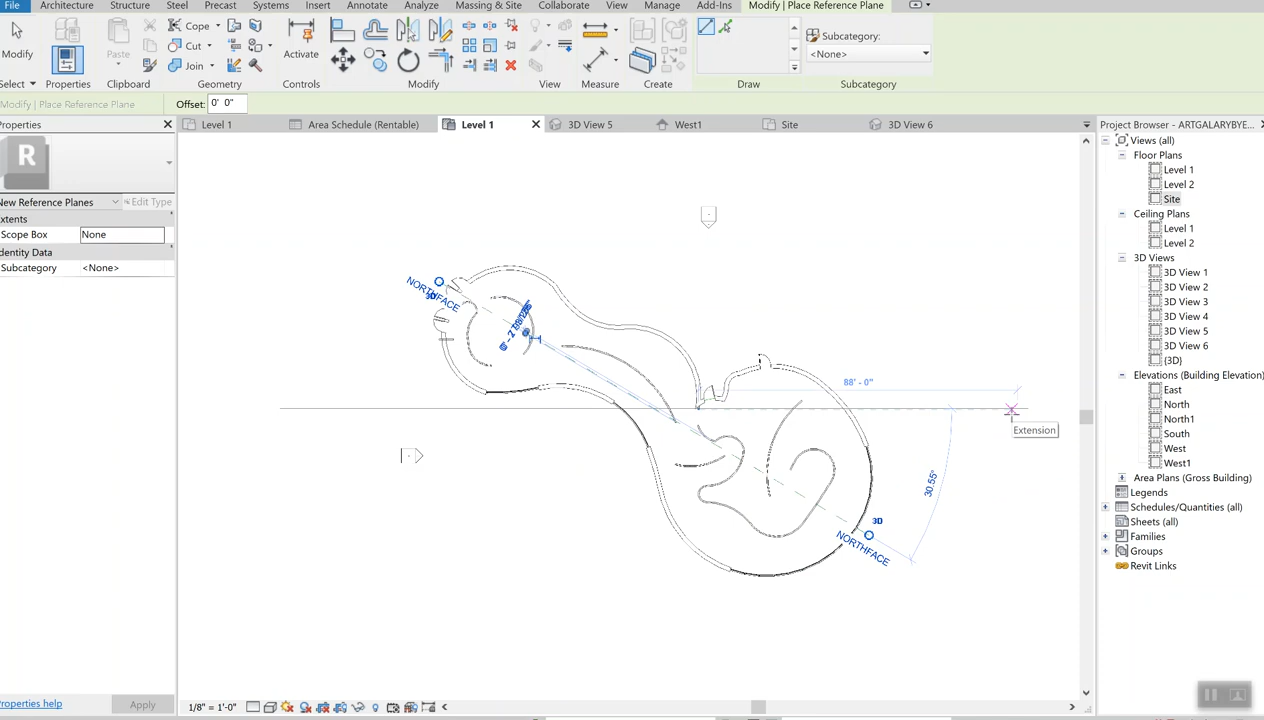 File Architecture Structure Steel Precast Systems Insert Annotate Analyze Massing & Site Collaborate View Manage Add-Ins Modify | Place Reference Plane
Modify Paste Cope Cut Join Activate Subcategory: <None>
Select Properties Clipboard Geometry Controls Modify View Measure Create Draw Subcategory
Modify | Place Reference Plane Offset: 0' 0"
Properties Level 1 Area Schedule (Rentable) Level 1 3D View 5 West1 Site 3D View 6 Project Browser - ARTGALARYBYE...
R
New Reference Planes Edit Type
Extents
Scope Box None
Identity Data
Subcategory <None>
NORTHFACE
3D
88' - 0"
Extension
30.55°
3D
NORTHFACE
Views (all)
Floor Plans
Level 1
Level 2
Site
Ceiling Plans
Level 1
Level 2
3D Views
3D View 1
3D View 2
3D View 3
3D View 4
3D View 5
3D View 6
{3D}
Elevations (Building Elevation)
East
North
North1
South
West
West1
Area Plans (Gross Building)
Legends
Schedules/Quantities (all)
Sheets (all)
Families
Groups
Revit Links
Properties help Apply
1/8" = 1'-0"